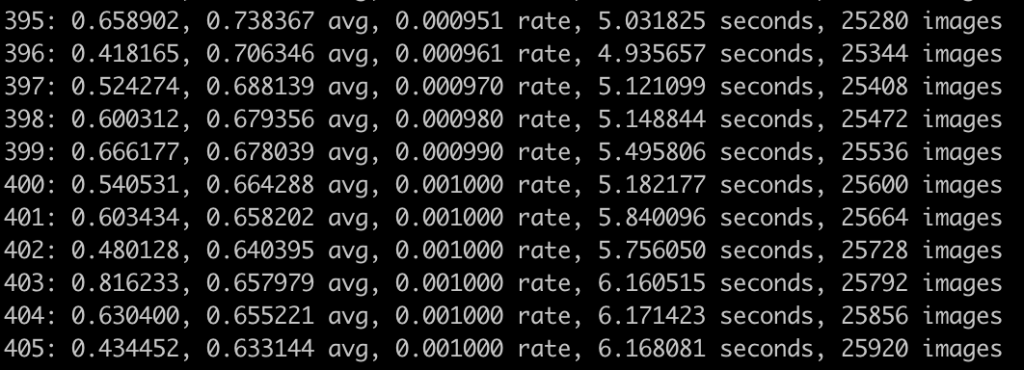 395: 0.658902, 0.738367 avg, 0.000951 rate, 5.031825 seconds, 25280 images
396: 0.418165, 0.706346 avg, 0.000961 rate, 4.935657 seconds, 25344 images
397: 0.524274, 0.688139 avg, 0.000970 rate, 5.121099 seconds, 25408 images
398: 0.600312, 0.679356 avg, 0.000980 rate, 5.148844 seconds, 25472 images
399: 0.666177, 0.678039 avg, 0.000990 rate, 5.495806 seconds, 25536 images
400: 0.540531, 0.664288 avg, 0.001000 rate, 5.182177 seconds, 25600 images
401: 0.603434, 0.658202 avg, 0.001000 rate, 5.840096 seconds, 25664 images
402: 0.480128, 0.640395 avg, 0.001000 rate, 5.756050 seconds, 25728 images
403: 0.816233, 0.657979 avg, 0.001000 rate, 6.160515 seconds, 25792 images
404: 0.630400, 0.655221 avg, 0.001000 rate, 6.171423 seconds, 25856 images
405: 0.434452, 0.633144 avg, 0.001000 rate, 6.168081 seconds, 25920 images